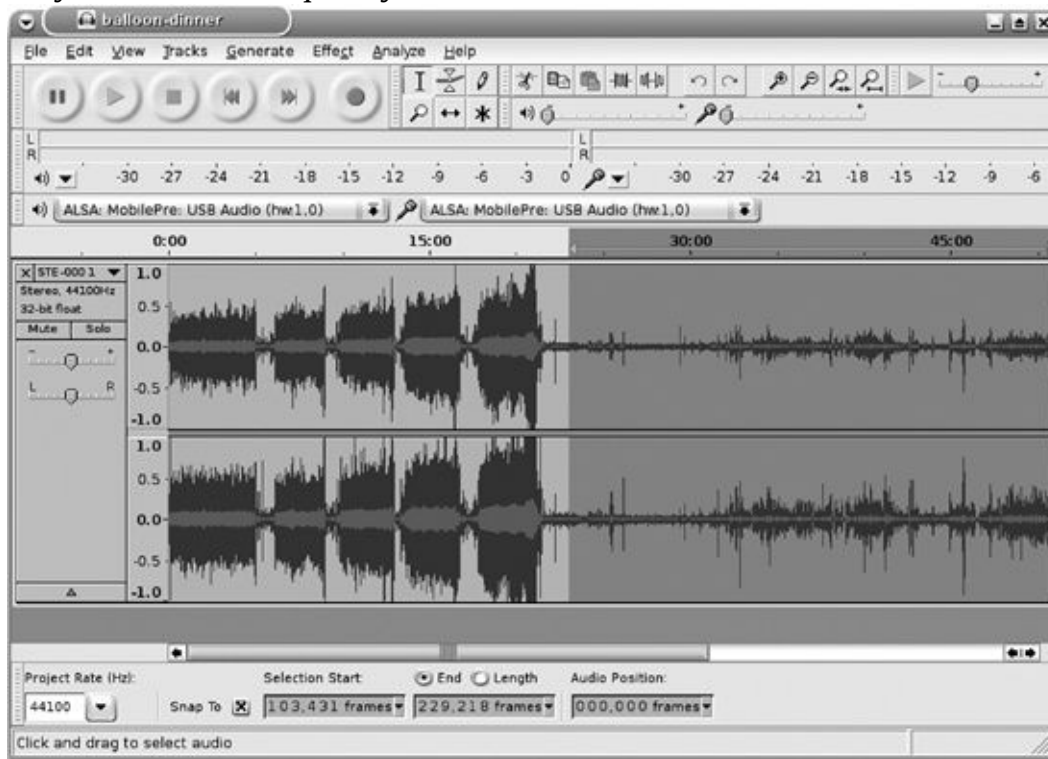 balloon-dinner
File Edit View Tracks Generate Effect Analyze Help
L
R
L
R
-30 -27 -24 -21 -18 -15 -12 -9 -6 -3 0
-30 -27 -24 -21 -18 -15 -12 -9 -6
ALSA: MobilePre: USB Audio (hw:1,0)
ALSA: MobilePre: USB Audio (hw:1,0)
0:00 15:00 30:00 45:00
STE-000 1
Stereo, 44100Hz
32-bit float
Mute Solo
- +
L R
1.0
0.5
0.0
-0.5
-1.0
1.0
0.5
0.0
-0.5
-1.0
Project Rate (Hz): Selection Start: End Length Audio Position:
44100 Snap To 103,431 frames 229,218 frames 000,000 frames
Click and drag to select audio